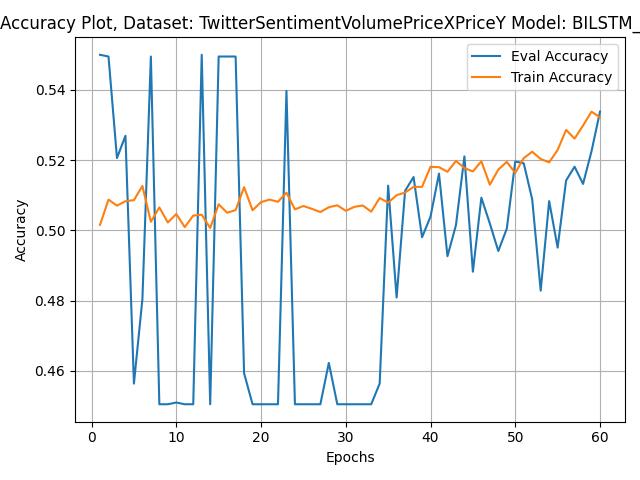 Accuracy Plot, Dataset: TwitterSentimentVolumePriceXPriceY Model: BILSTM_
Eval Accuracy
Train Accuracy
0.54
0.52
0.50
0.48
0.46
Accuracy
0 10 20 30 40 50 60
Epochs